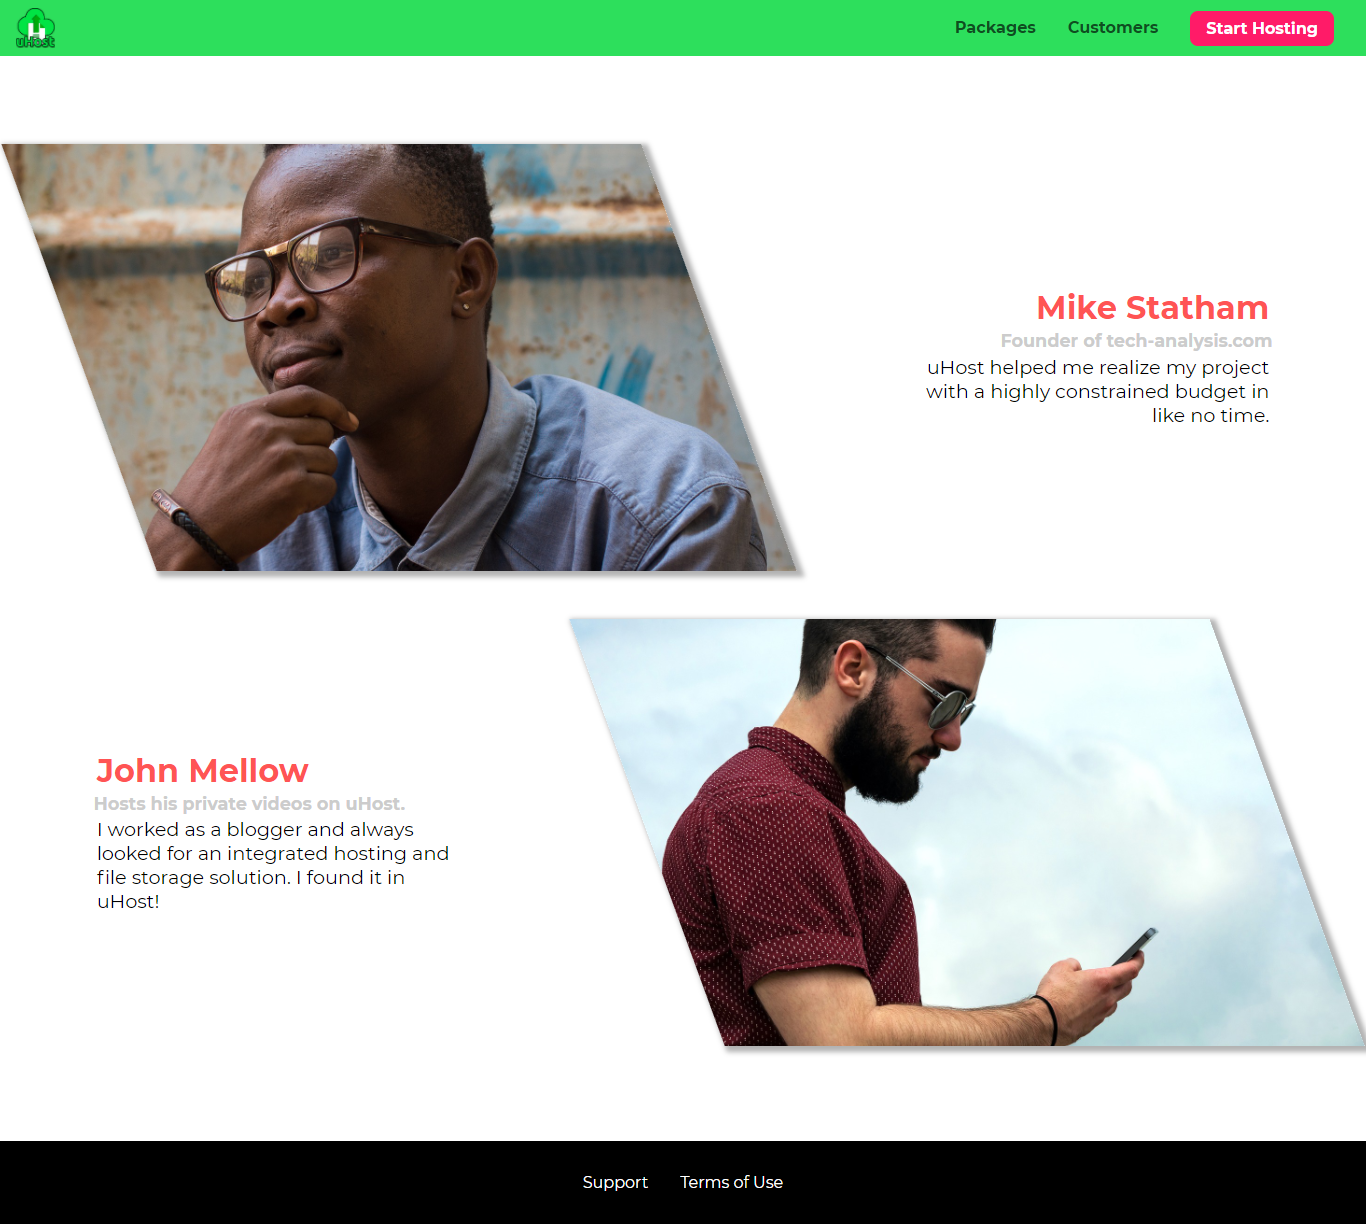 uHost
Packages
Customers
Start Hosting
Mike Statham
Founder of tech-analysis.com
uHost helped me realize my project
with a highly constrained budget in
like no time.
John Mellow
Hosts his private videos on uHost.
I worked as a blogger and always
looked for an integrated hosting and
file storage solution. I found it in
uHost!
Support
Terms of Use